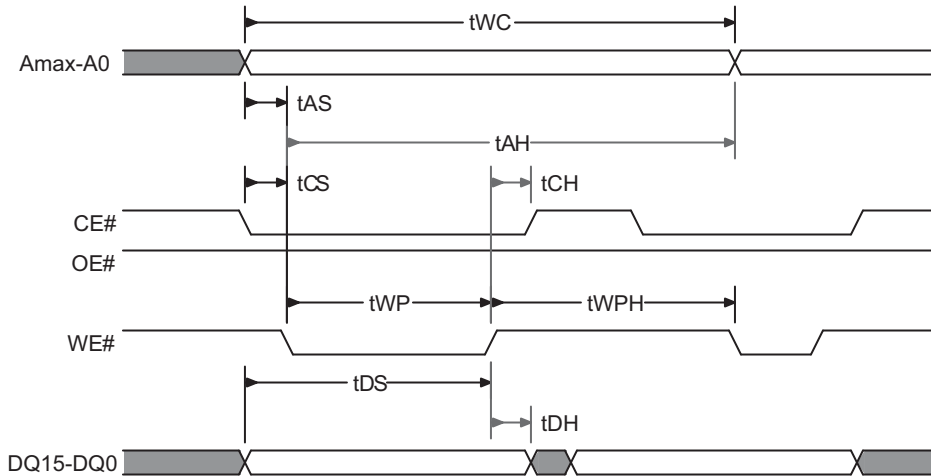 tWC
Amax-A0
tAS
tAH
tCS
tCH
CE#
OE#
tWP
tWPH
WE#
tDS
tDH
DQ15-DQ0